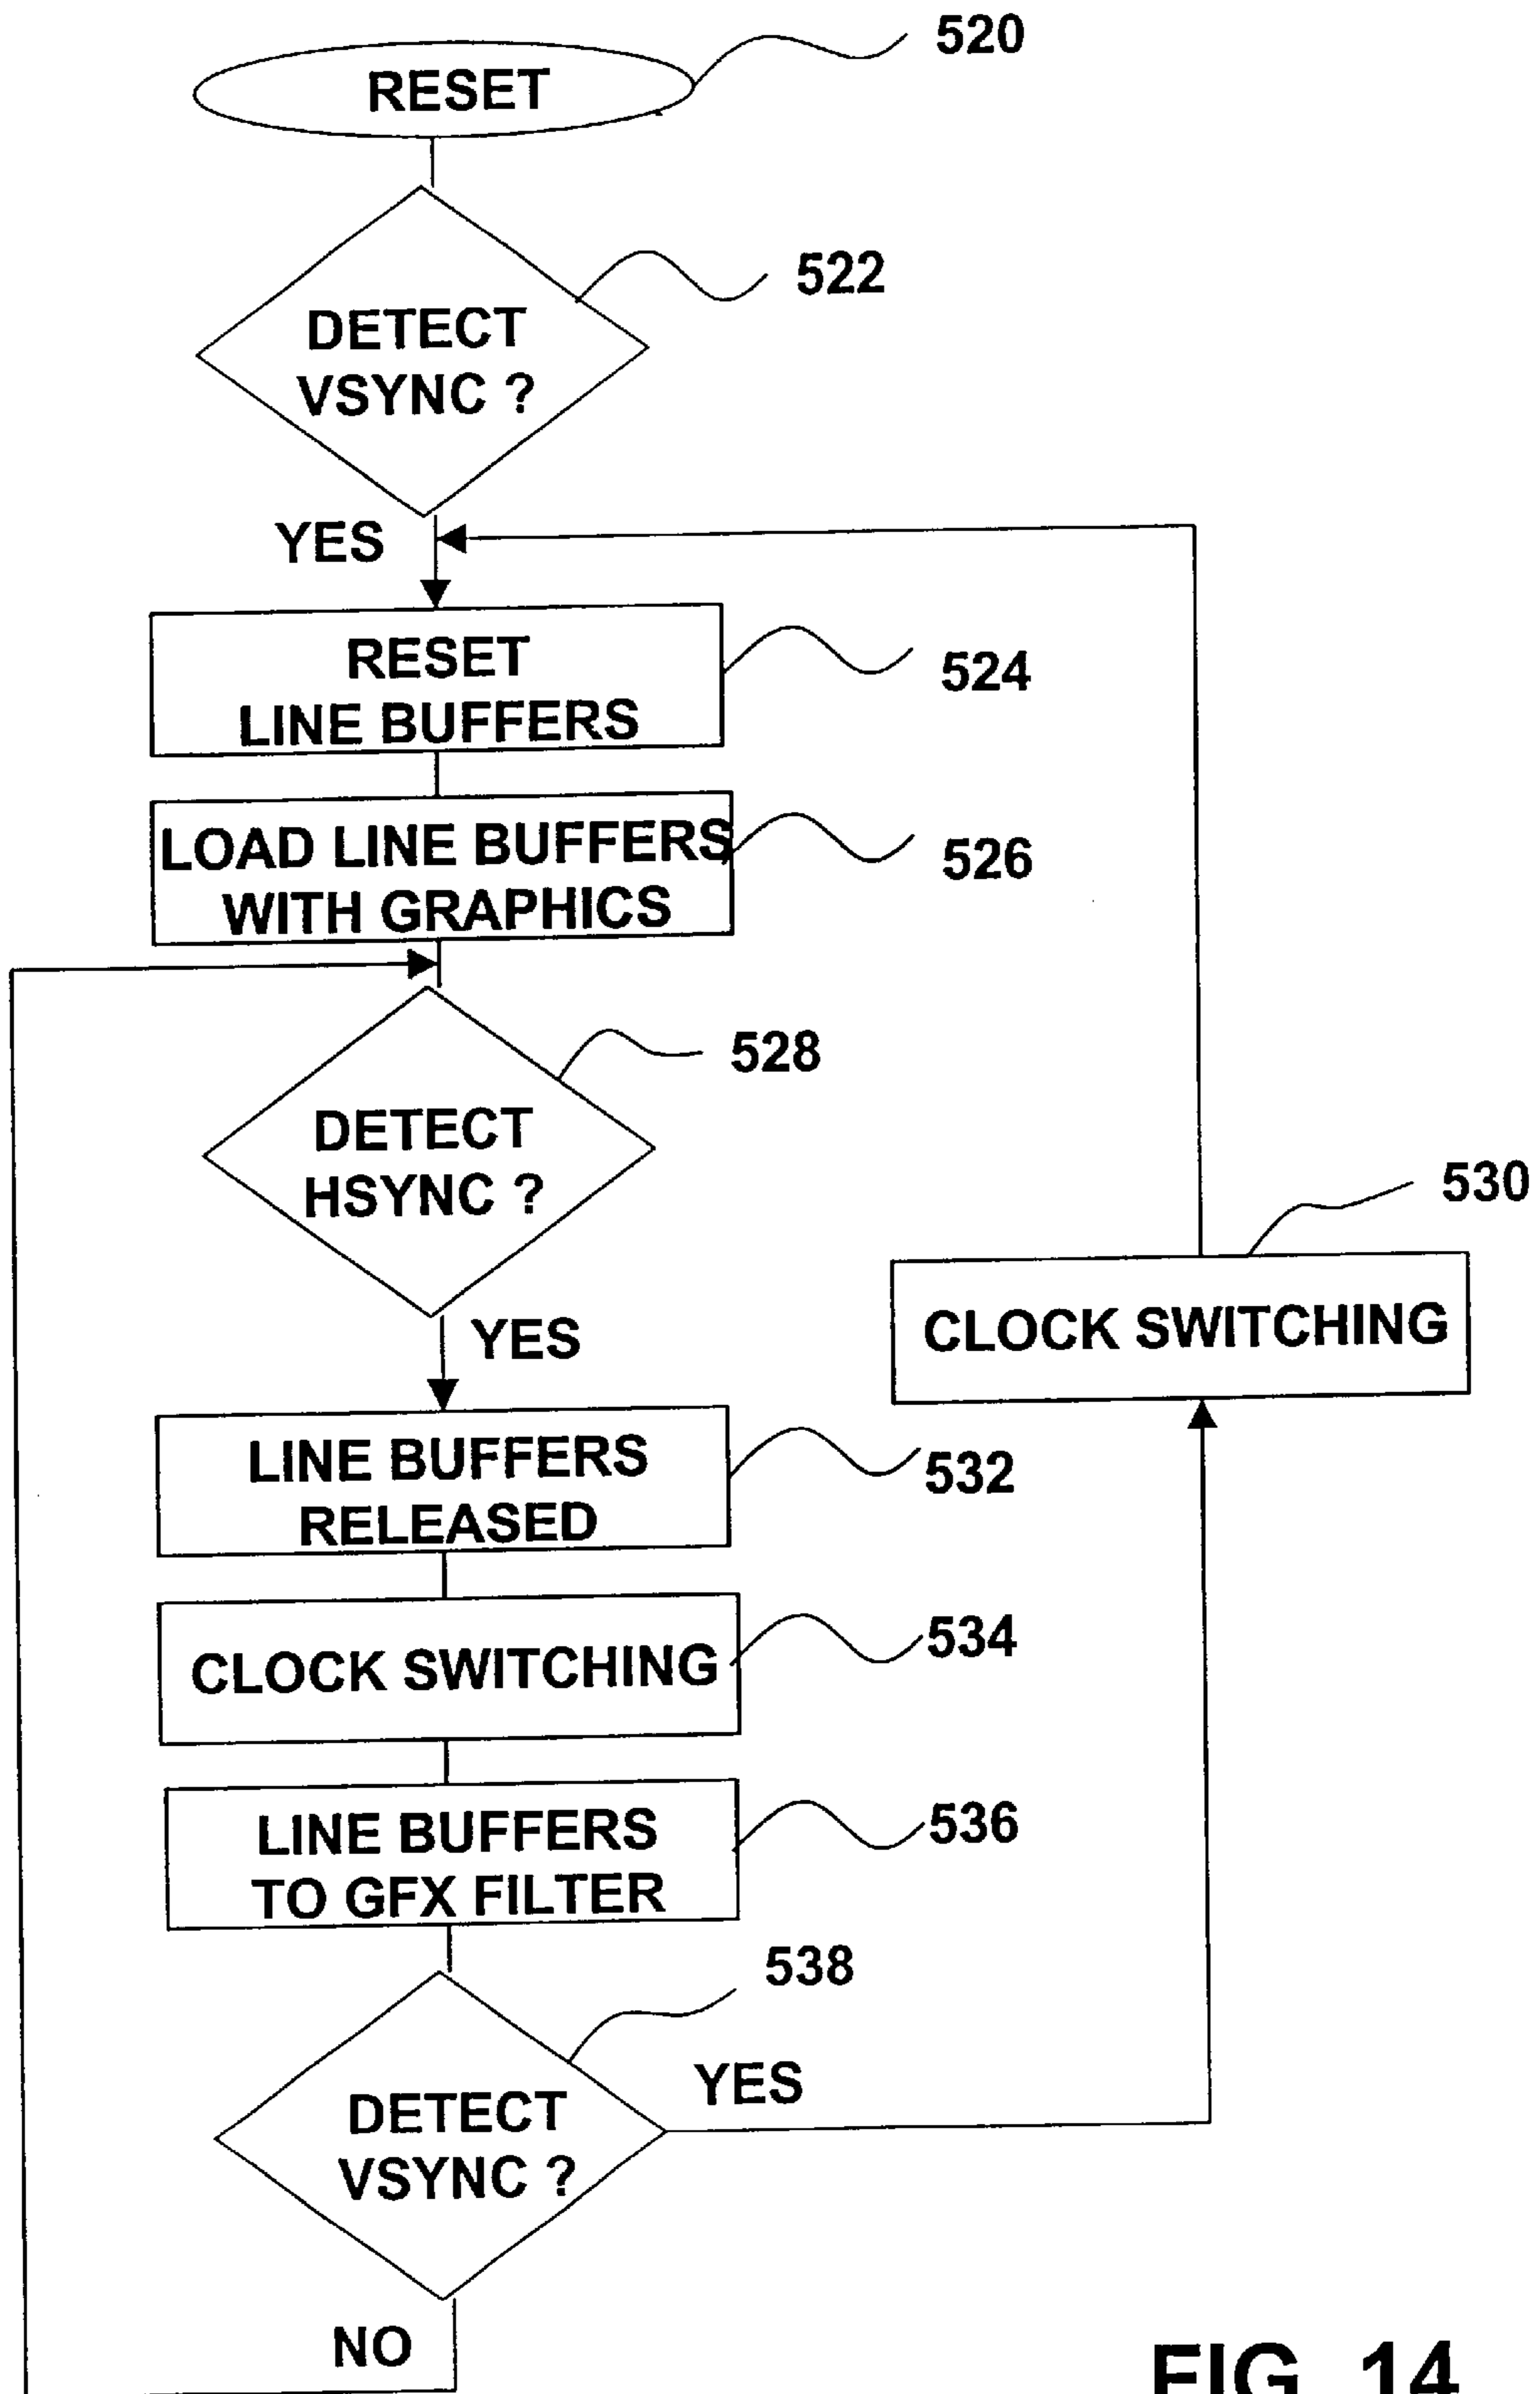 RESET
520
DETECT
VSYNC ?
522
YES
RESET
LINE BUFFERS
524
LOAD LINE BUFFERS
WITH GRAPHICS
526
DETECT
HSYNC ?
528
YES
CLOCK SWITCHING
530
LINE BUFFERS
RELEASED
532
CLOCK SWITCHING
534
LINE BUFFERS
TO GFX FILTER
536
DETECT
VSYNC ?
538
YES
NO
FIG. 14